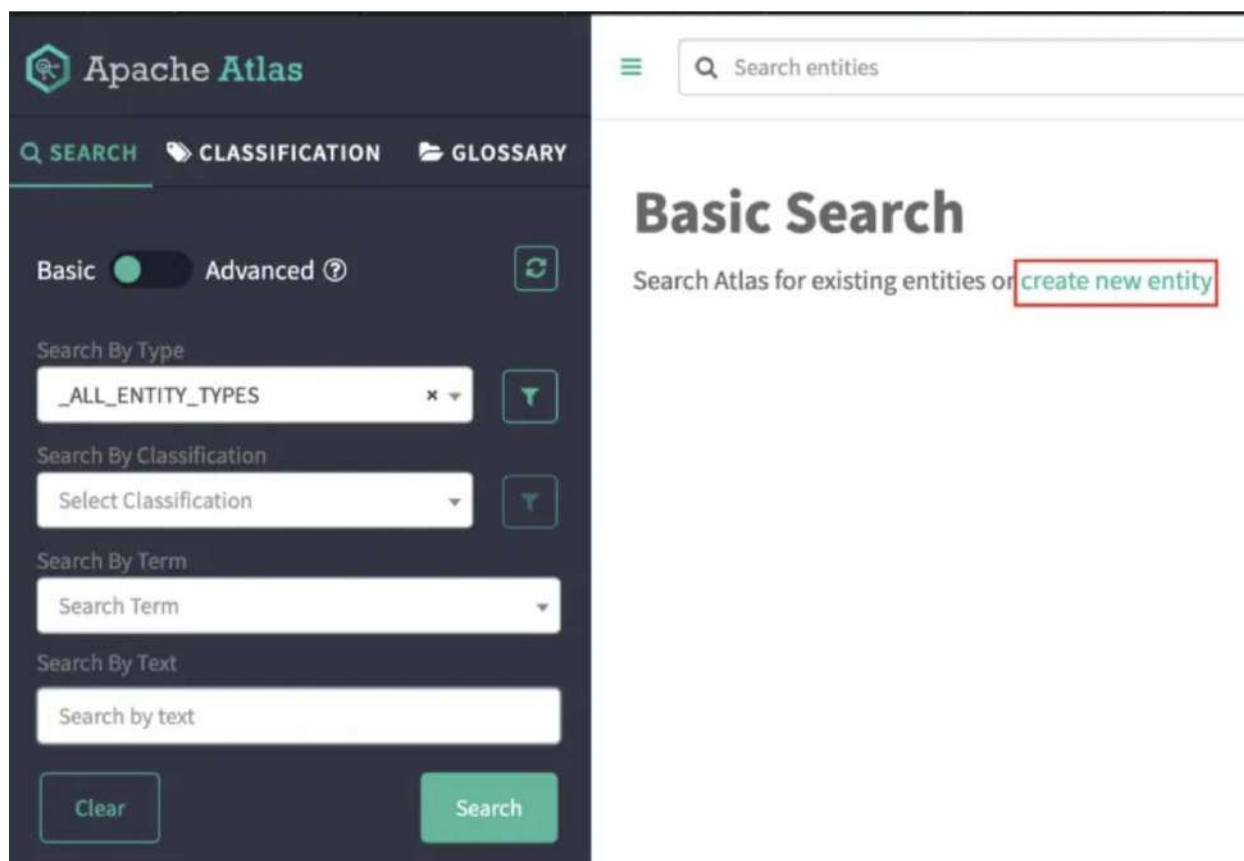 Apache Atlas
SEARCH CLASSIFICATION GLOSSARY
Basic Advanced
Search By Type
_ALL_ENTITY_TYPES
Search By Classification
Select Classification
Search By Term
Search Term
Search By Text
Search by text
Clear Search
Search entities
Basic Search
Search Atlas for existing entities or create new entity